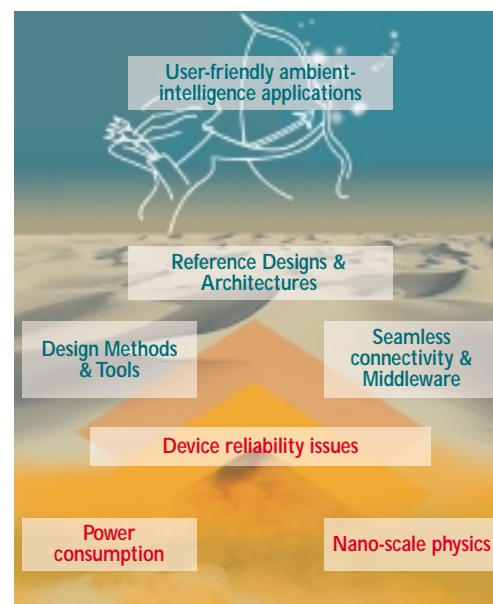 User-friendly ambient-
intelligence applications
Reference Designs &
Architectures
Design Methods
& Tools
Seamless
connectivity &
Middleware
Device reliability issues
Power
consumption
Nano-scale physics